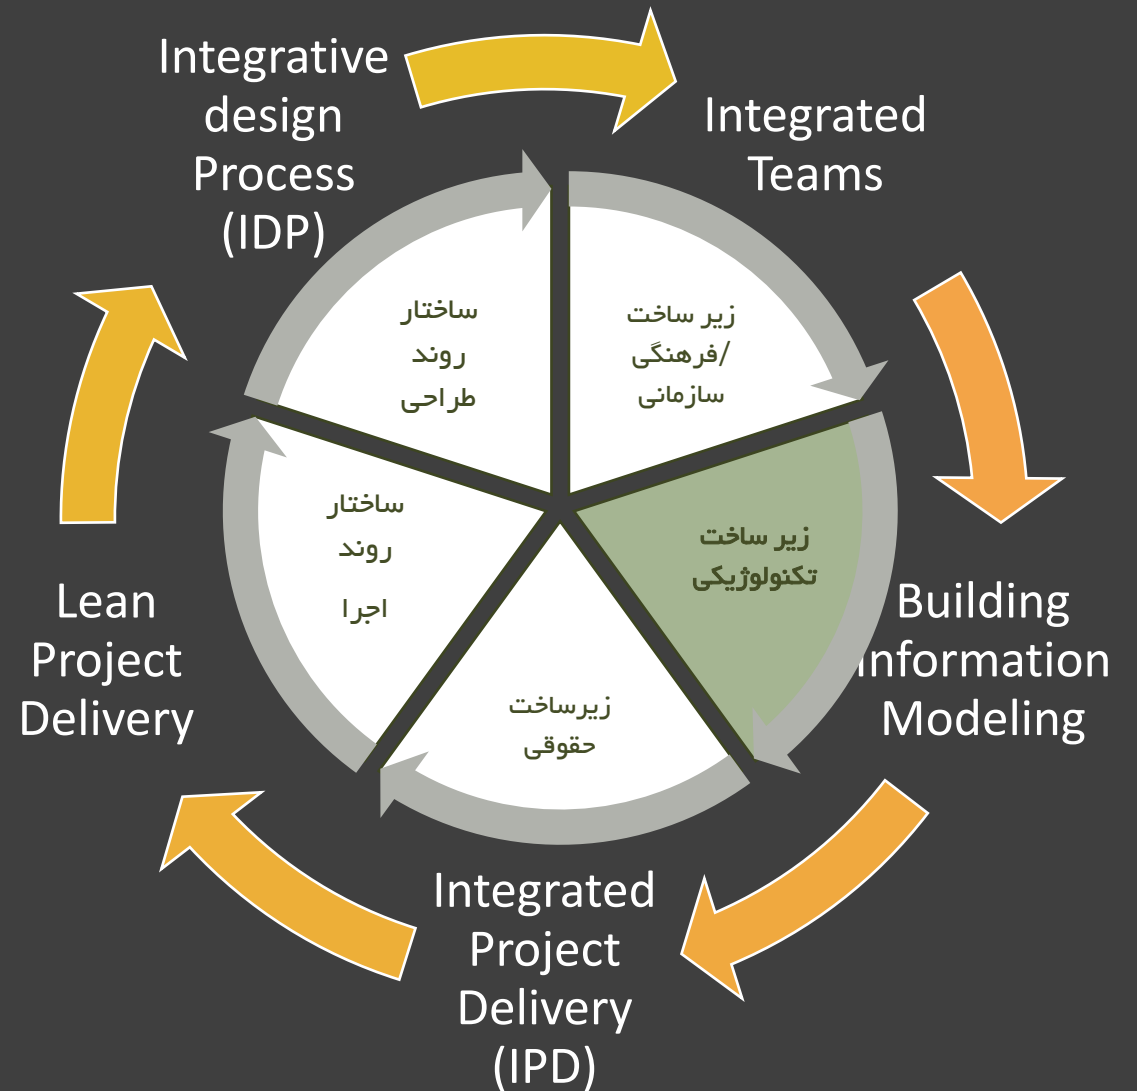 Integrative
design
Process
(IDP)
Integrated
Teams
Building
Information
Modeling
Integrated
Project
Delivery
(IPD)
Lean
Project
Delivery
ساختار
روند
طراحی
زیر ساخت
فرهنگی/
سازمانی
زیر ساخت
تکنولوژیکی
زیرساخت
حقوقی
ساختار
روند
اجرا